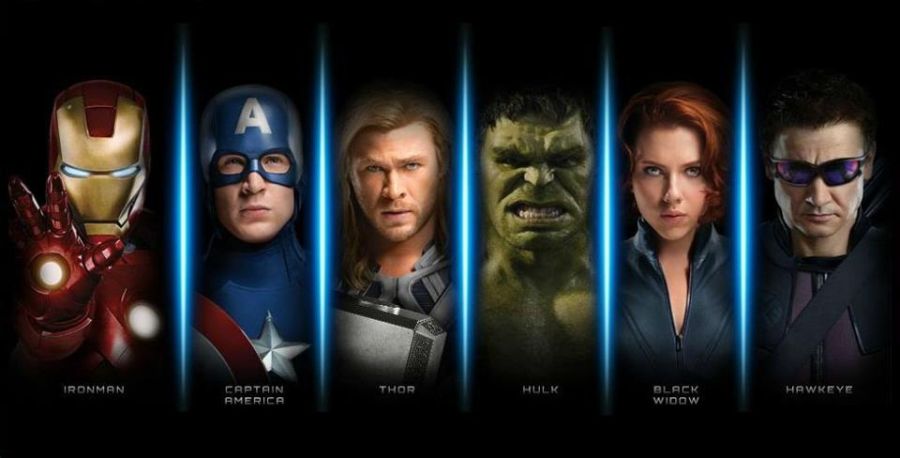 A
IRONMAN
CAPTAIN
AMERICA
THOR
HULK
BLACK
WIDOW
HAWKEYE